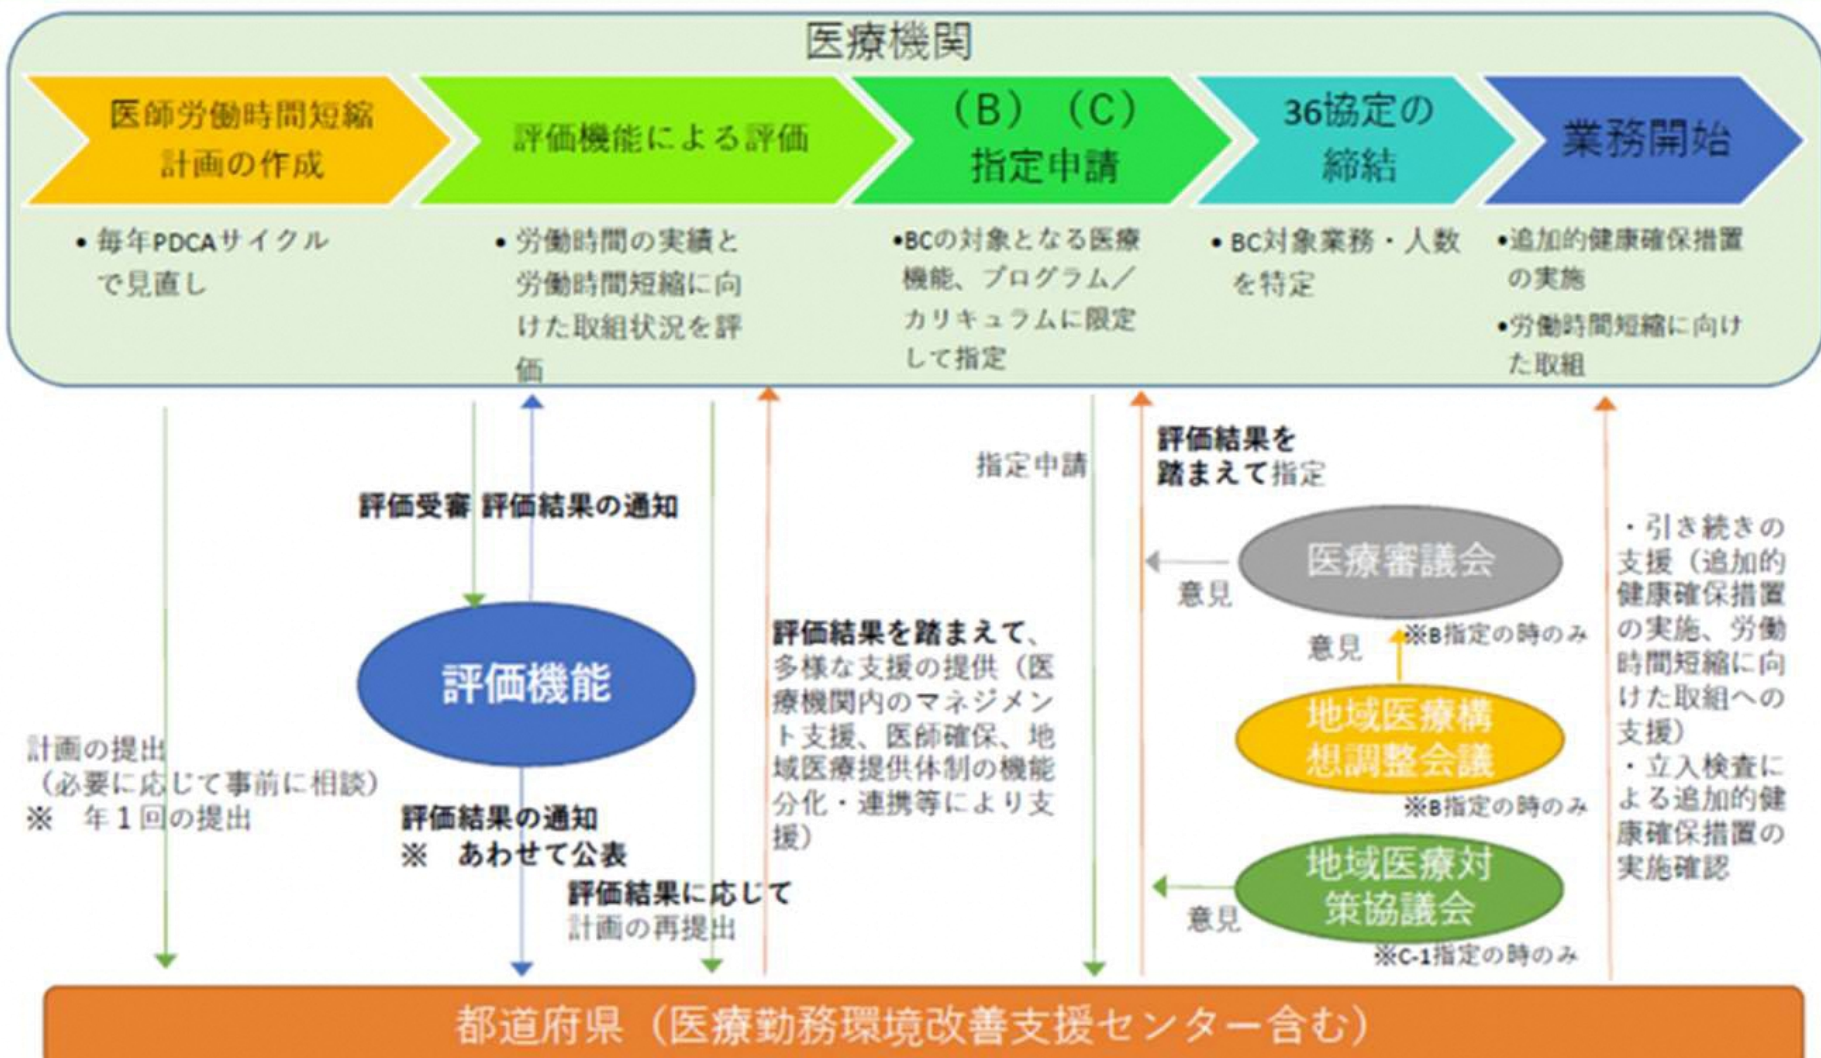 医療機関
医師労働時間短縮
計画の作成
評価機能による評価
（B）（C）
指定申請
36協定の
締結
業務開始
• 毎年PDCAサイクル
で見直し
• 労働時間の実績と
労働時間短縮に向
けた取組状況を評
価
•BCの対象となる医療
機能、プログラム／
カリキュラムに限定
して指定
• BC対象業務・人数
を特定
•追加的健康確保措置
の実施
•労働時間短縮に向け
た取組
計画の提出
（必要に応じて事前に相談）
※　年１回の提出
評価受審
評価結果の通知
評価機能
評価結果の通知
※　あわせて公表
評価結果に応じて
計画の再提出
評価結果を踏まえて、
多様な支援の提供（医
療機関内のマネジメン
ト支援、医師確保、地
域医療提供体制の機能
分化・連携等により支
援）
指定申請
評価結果を
踏まえて指定
医療審議会
意見
※B指定の時のみ
意見
地域医療構
想調整会議
※B指定の時のみ
地域医療対
策協議会
意見
※C-1指定の時のみ
・引き続きの
支援（追加的
健康確保措置
の実施、労働
時間短縮に向
けた取組への
支援）
・立入検査に
よる追加的健
康確保措置の
実施確認
都道府県（医療勤務環境改善支援センター含む）